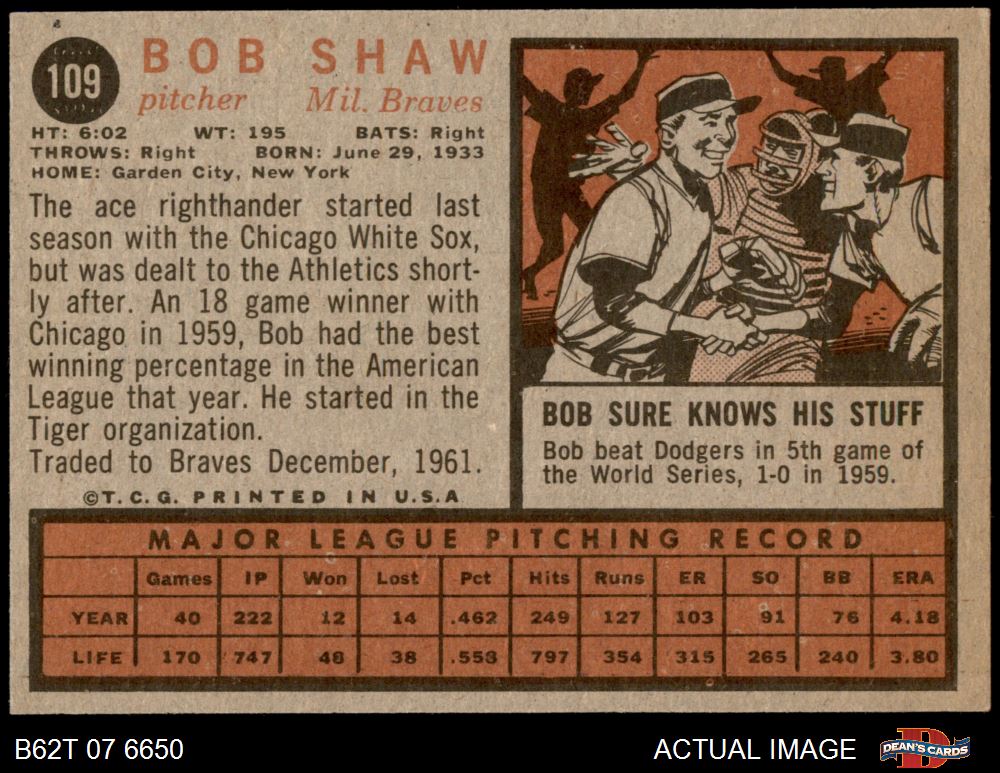 109
BOB SHAW
pitcher Mil. Braves
HT: 6:02 WT: 195 BATS: Right
THROWS: Right BORN: June 29, 1933
HOME: Garden City, New York
The ace righthander started last
season with the Chicago White Sox,
but was dealt to the Athletics short-
ly after. An 18 game winner with
Chicago in 1959, Bob had the best
winning percentage in the American
League that year. He started in the
Tiger organization.
Traded to Braves December, 1961.
©T.C.G. PRINTED IN U.S.A
BOB SURE KNOWS HIS STUFF
Bob beat Dodgers in 5th game of
the World Series, 1-0 in 1959.
MAJOR LEAGUE PITCHING RECORD
Games IP Won Lost Pct Hits Runs ER SO BB ERA
YEAR 40 222 12 14 .462 249 127 103 91 76 4.18
LIFE 170 747 48 38 .558 797 354 315 265 240 3.80
B62T 07 6650 ACTUAL IMAGE DEAN'S CARDS